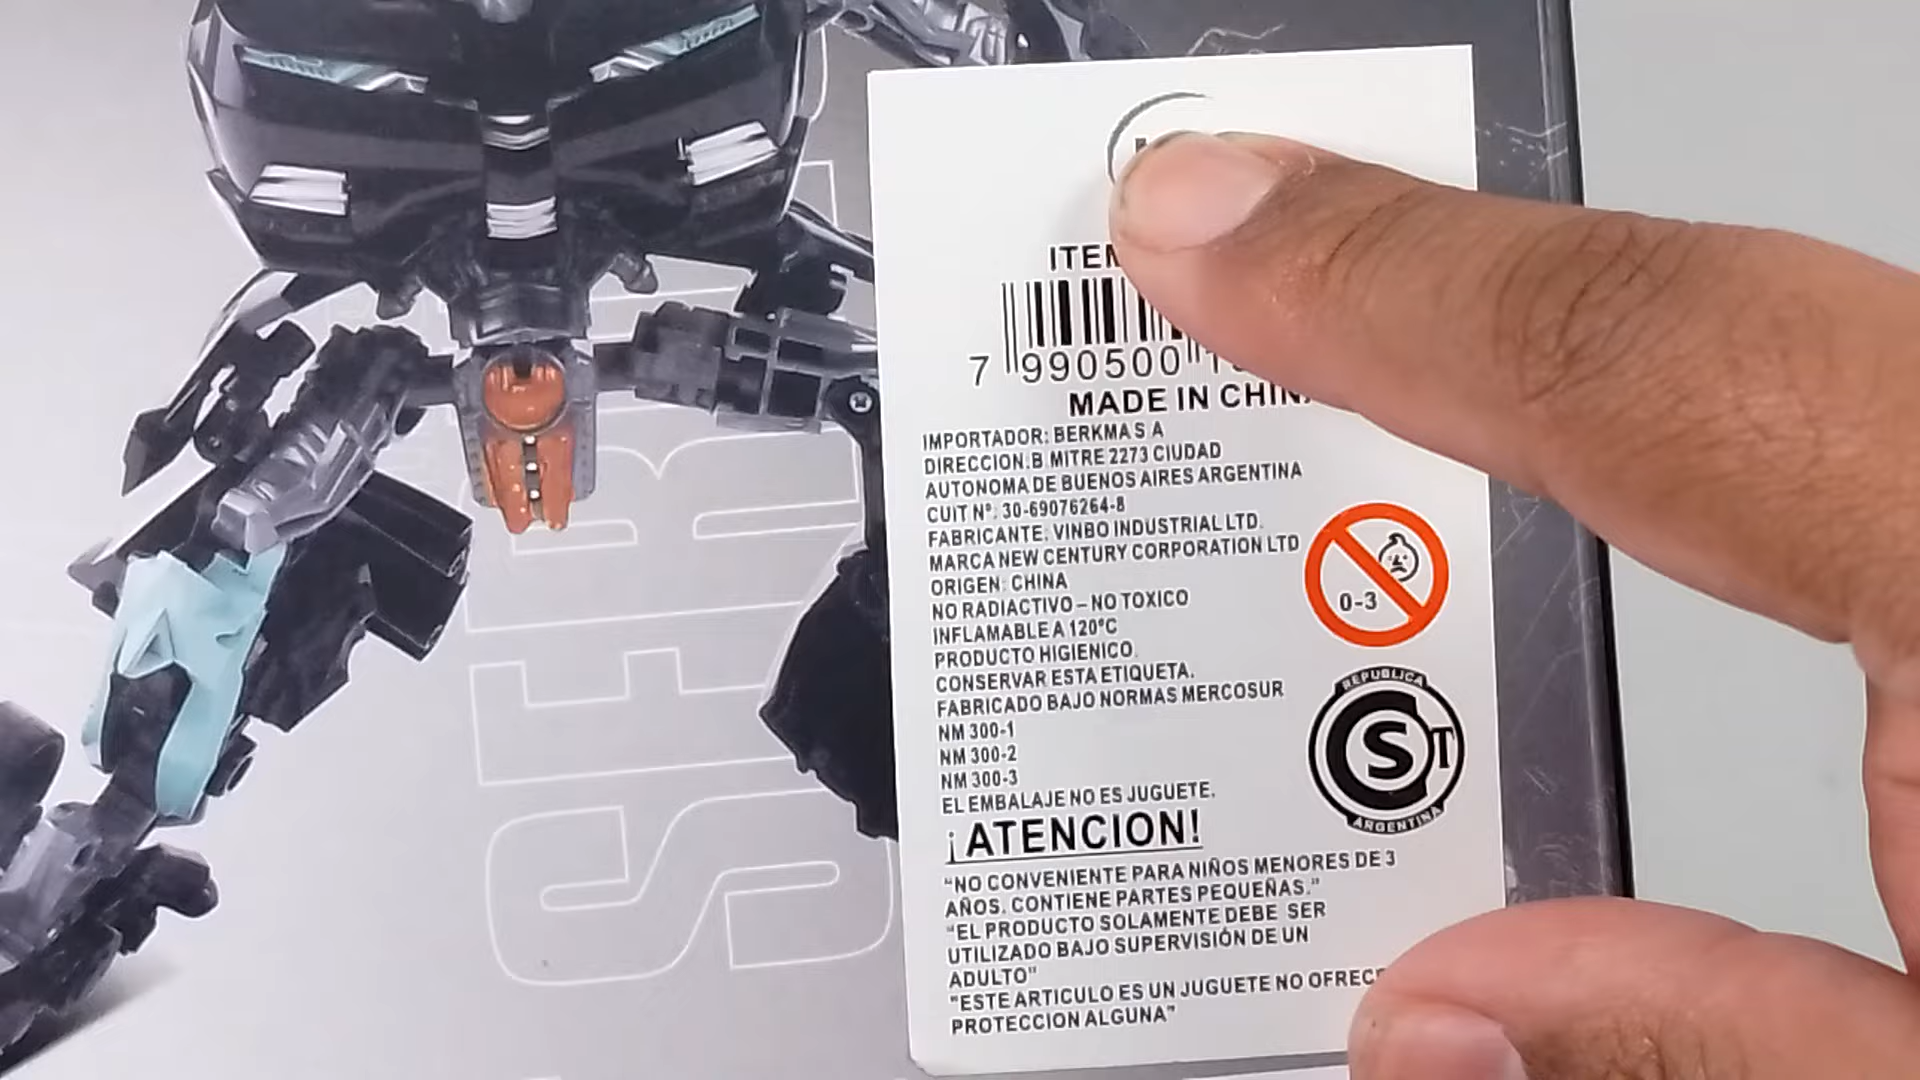 SER
7 990500
MADE IN
IMPORTADOR: BERKMA S A
DIRECCION.B MITRE 2273 CIUDAD
AUTONOMA DE BUENOS AIRES ARGENTINA
CUIT Nº: 30-69076264-8
FABRICANTE: VINBO INDUSTRIAL LTD.
MARCA NEW CENTURY CORPORATION LTD
ORIGEN: CHINA
NO RADIACTIVO – NO TOXICO
INFLAMABLE A 120°C
PRODUCTO HIGIENICO.
CONSERVAR ESTA ETIQUETA.
FABRICADO BAJO NORMAS MERCOSUR
NM 300-1
NM 300-2
NM 300-3
EL EMBALAJE NO ES JUGUETE.
0-3
REPUBLICA
S T
ARGENTINA
¡ATENCION!
"NO CONVENIENTE PARA NIÑOS MENORES DE 3
AÑOS. CONTIENE PARTES PEQUEÑAS."
"EL PRODUCTO SOLAMENTE DEBE SER
UTILIZADO BAJO SUPERVISIÓN DE UN
ADULTO"
"ESTE ARTICULO ES UN JUGUETE NO OFREC
PROTECCION ALGUNA"